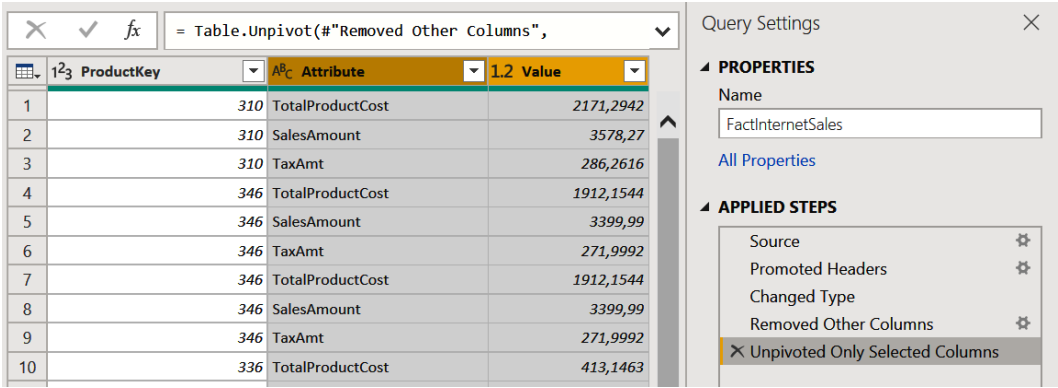 fx = Table.Unpivot(#"Removed Other Columns",
123 ProductKey ABC Attribute 1.2 Value
1 310 TotalProductCost 2171,2942
2 310 SalesAmount 3578,27
3 310 TaxAmt 286,2616
4 346 TotalProductCost 1912,1544
5 346 SalesAmount 3399,99
6 346 TaxAmt 271,9992
7 346 TotalProductCost 1912,1544
8 346 SalesAmount 3399,99
9 346 TaxAmt 271,9992
10 336 TotalProductCost 413,1463
Query Settings
PROPERTIES
Name
FactInternetSales
All Properties
APPLIED STEPS
Source
Promoted Headers
Changed Type
Removed Other Columns
Unpivoted Only Selected Columns